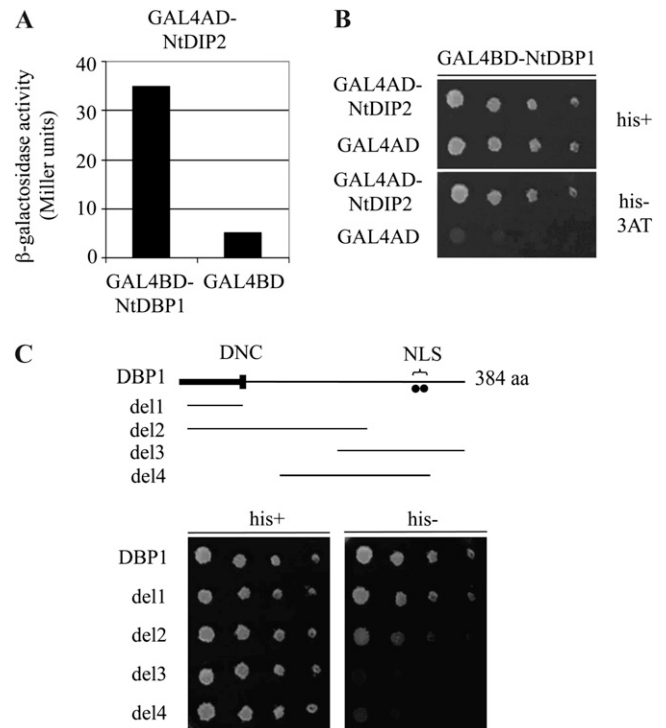 A
GAL4AD-
NtDIP2
β-galactosidase activity
(Miller units)
40
30
20
10
0
GAL4BD-
NtDBP1
GAL4BD
B
GAL4BD-NtDBP1
GAL4AD-
NtDIP2
GAL4AD
his+
GAL4AD-
NtDIP2
GAL4AD
his-
3AT
C
DNC
NLS
DBP1
384 aa
del1
del2
del3
del4
his+
his-
DBP1
del1
del2
del3
del4